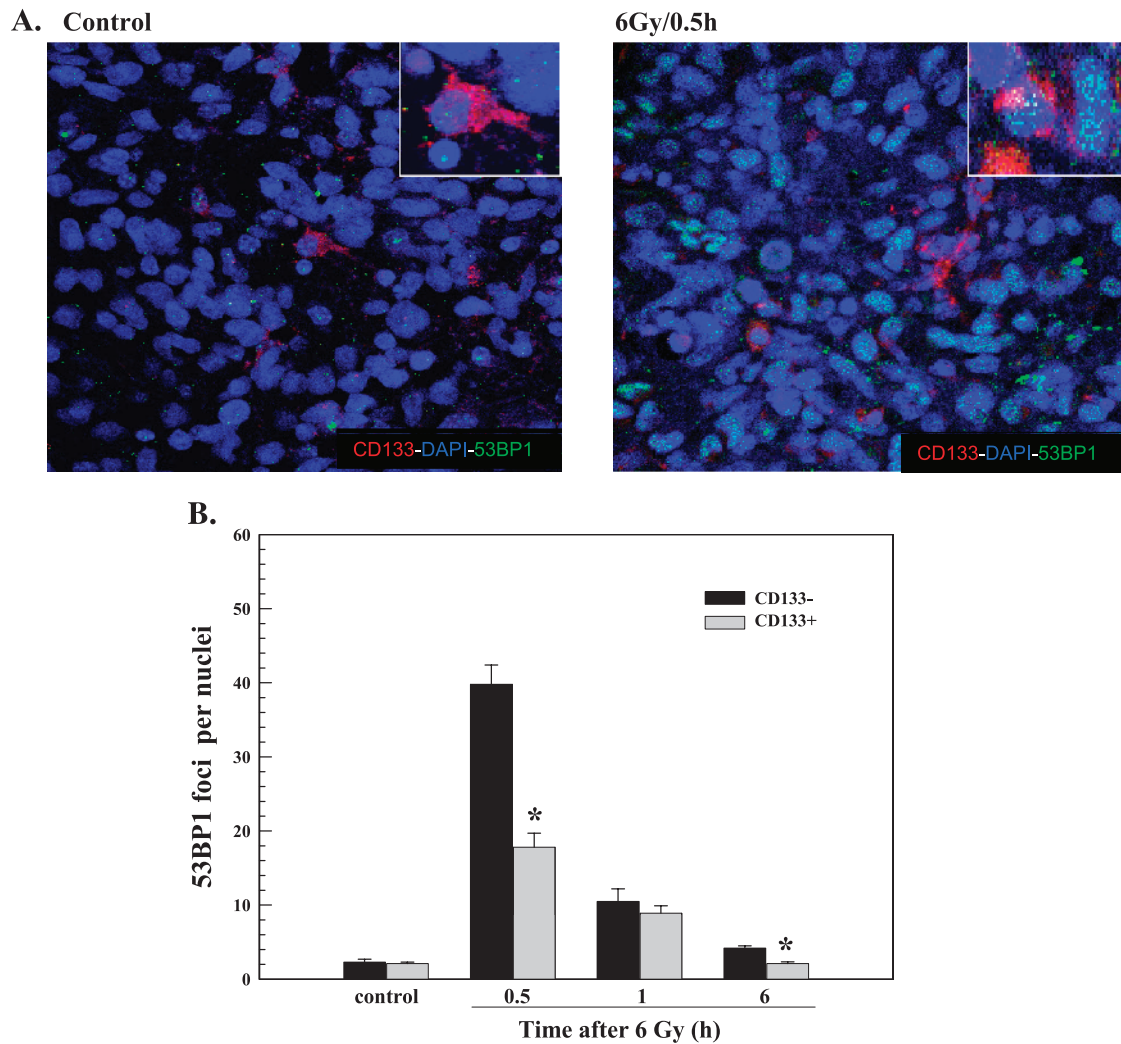 A. Control
6Gy/0.5h
CD133-DAPI-53BP1
CD133-DAPI-53BP1
B.
60
50
40
30
20
10
0
53BP1 foci per nuclei
CD133-
CD133+
*
*
control
0.5
1
6
Time after 6 Gy (h)